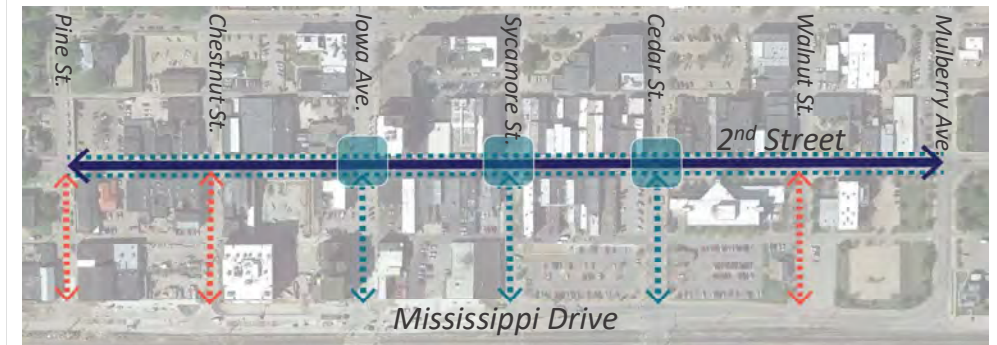 Pine St.
Chestnut St.
Iowa Ave.
Sycamore St.
Cedar St.
Walnut St.
Mulberry Ave
2nd Street
Mississippi Drive